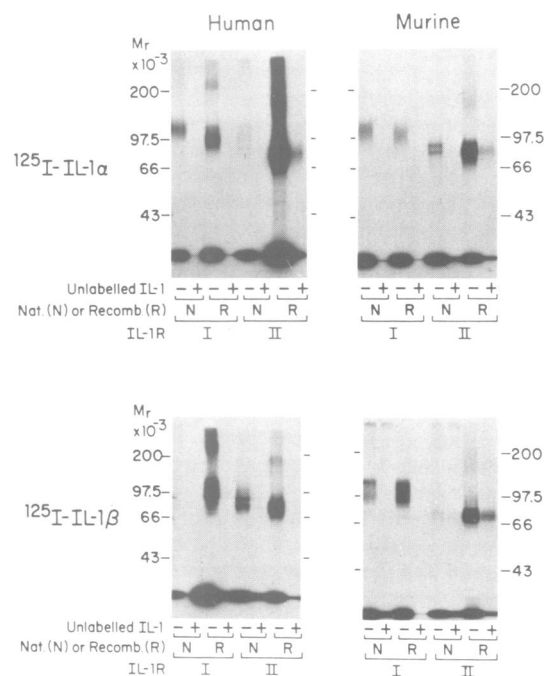 Human Murine
Mr
x10⁻³
200-
97.5-
66-
43-
-200
-97.5
-66
-43
¹²⁵I-IL-1α
Unlabelled IL-1 - + - + - + - +
- + - + - + - +
Nat.(N) or Recomb.(R) N R N R
N R N R
IL-1R I II
I II
Mr
x10⁻³
200-
97.5-
66-
43-
-200
-97.5
-66
-43
¹²⁵I-IL-1β
Unlabelled IL-1 - + - + - + - +
- + - + - + - +
Nat.(N) or Recomb.(R) N R N R
N R N R
IL-1R I II
I II